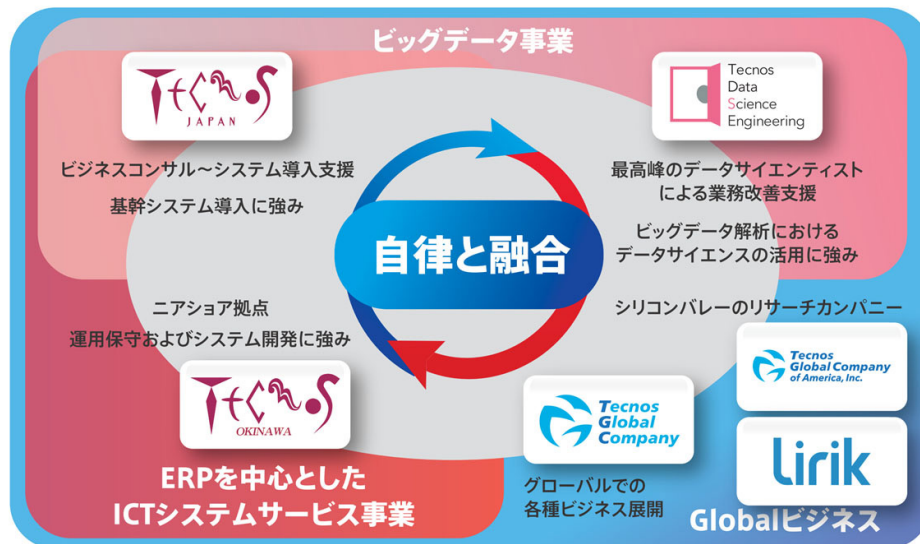 ビッグデータ事業
TECNOS
JAPAN
ビジネスコンサル～システム導入支援
基幹システム導入に強み
Tecnos
Data
Science
Engineering
最高峰のデータサイエンティスト
による業務改善支援
ビッグデータ解析における
データサイエンスの活用に強み
自律と融合
ニアショア拠点
運用保守およびシステム開発に強み
TECNOS
OKINAWA
ERPを中心とした
ICTシステムサービス事業
シリコンバレーのリサーチカンパニー
Tecnos
Global Company
of America, Inc.
Lirik
Tecnos
Global
Company
グローバルでの
各種ビジネス展開
Globalビジネス